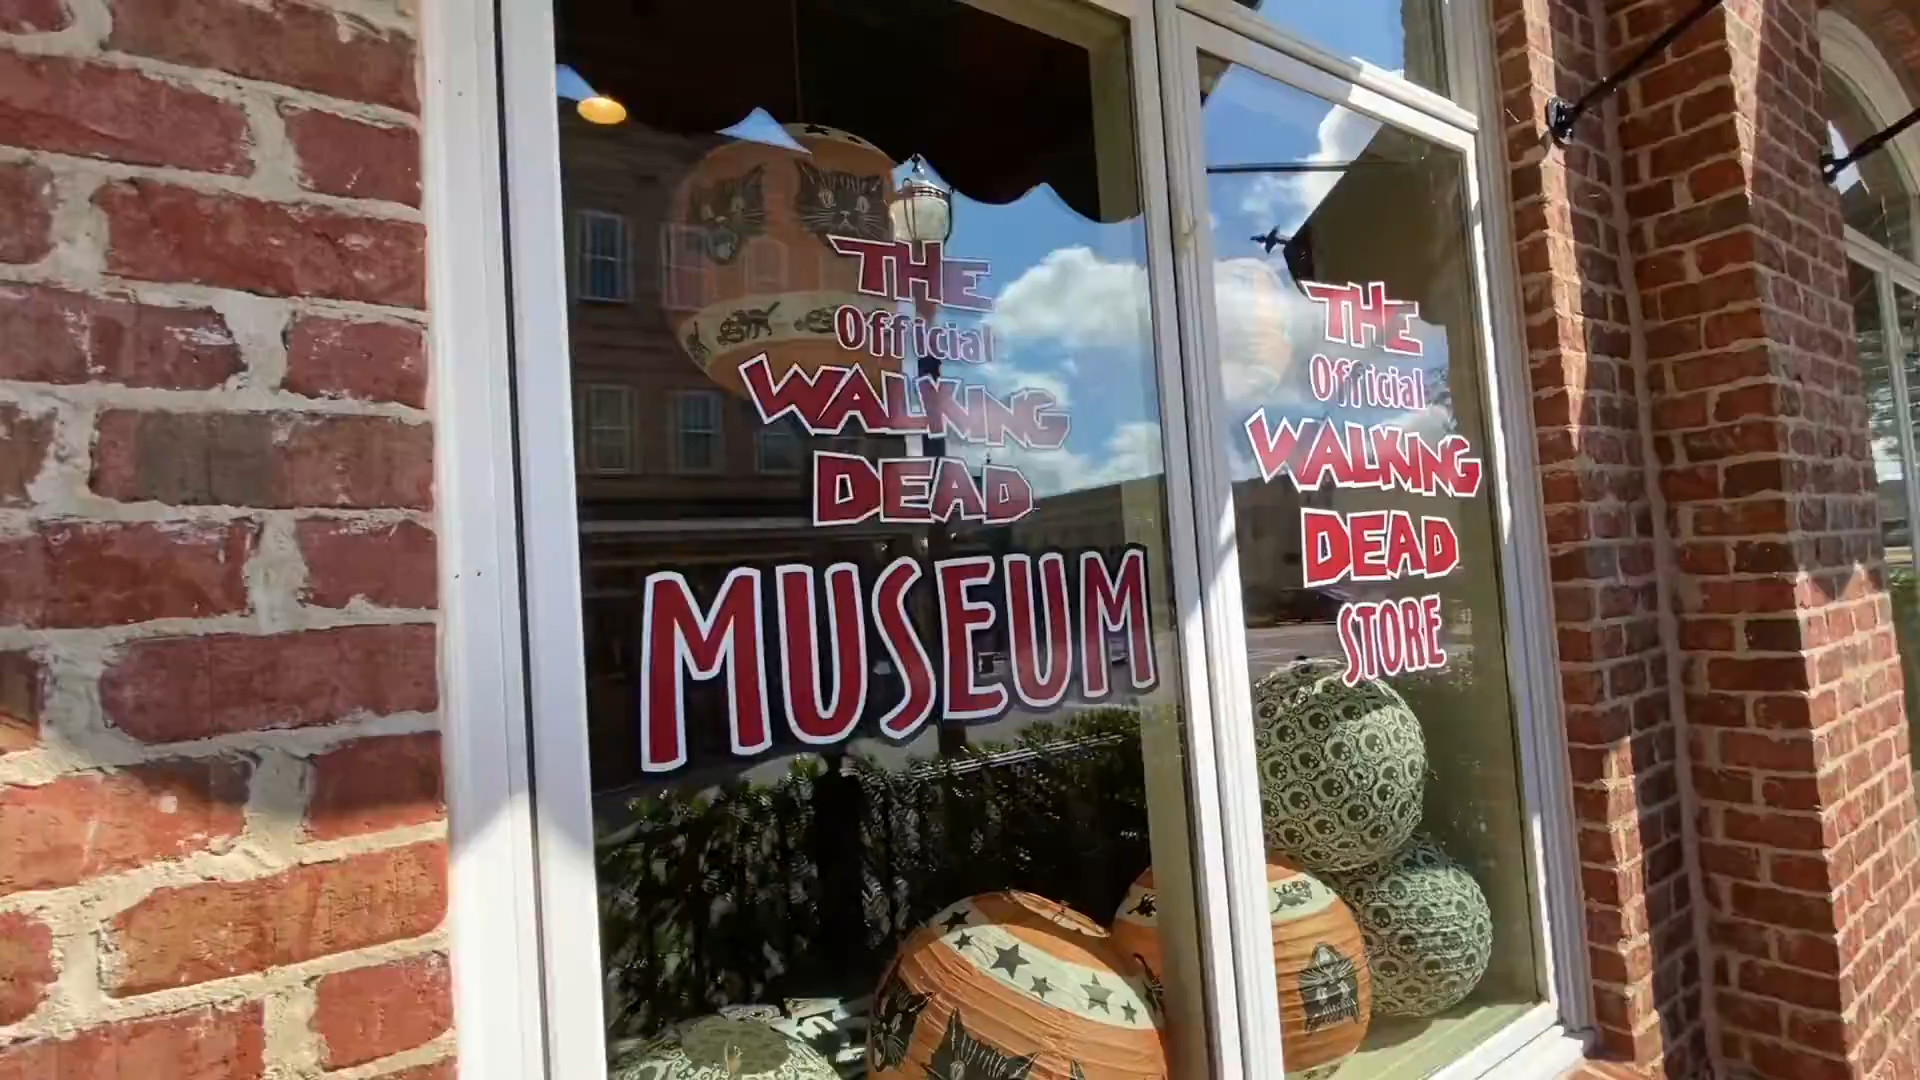 THE
Official
WALKING
DEAD
MUSEUM
THE
Official
WALKING
DEAD
STORE